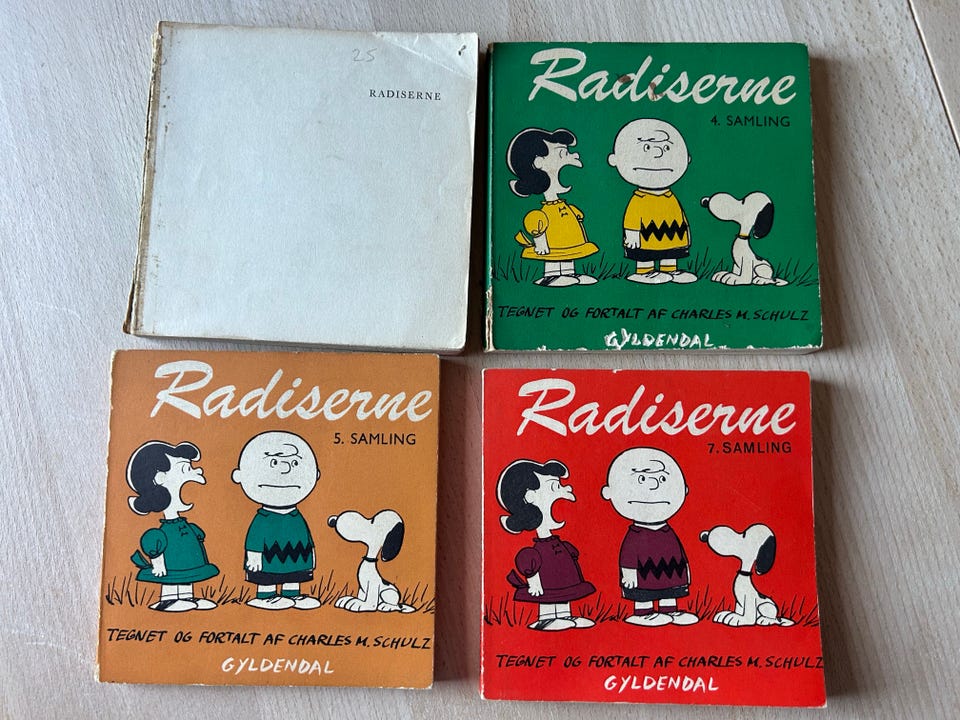 25
RADISERNE
Radiserne
4. SAMLING
TEGNET OG FORTALT AF CHARLES M. SCHULZ
GYLDENDAL
Radiserne
5. SAMLING
TEGNET OG FORTALT AF CHARLES M. SCHULZ
GYLDENDAL
Radiserne
7. SAMLING
TEGNET OG FORTALT AF CHARLES M. SCHULZ
GYLDENDAL